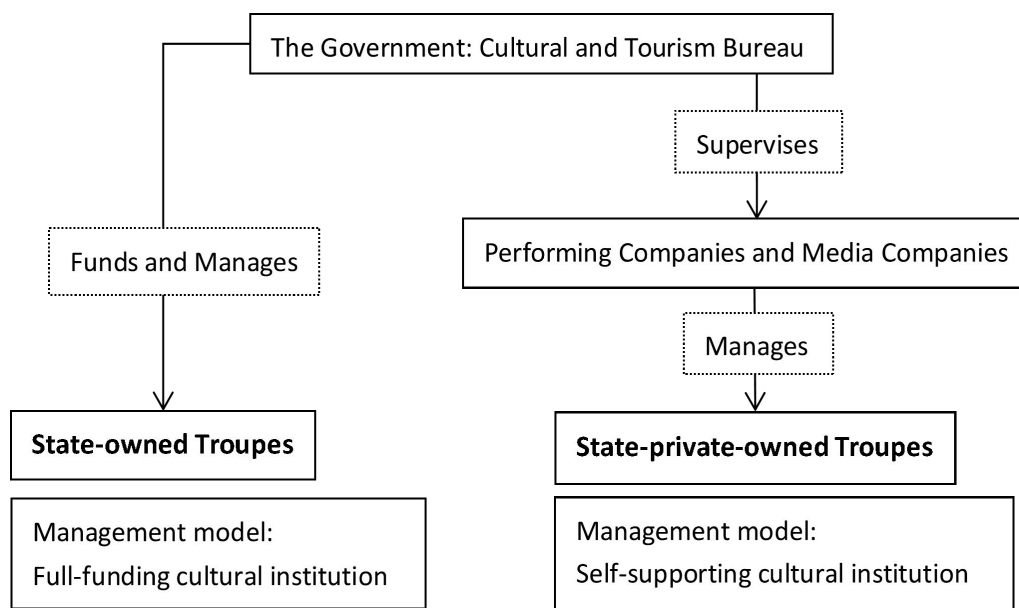 The Government: Cultural and Tourism Bureau
Supervises
Funds and Manages
Performing Companies and Media Companies
Manages
State-owned Troupes
State-private-owned Troupes
Management model:
Full-funding cultural institution
Management model:
Self-supporting cultural institution